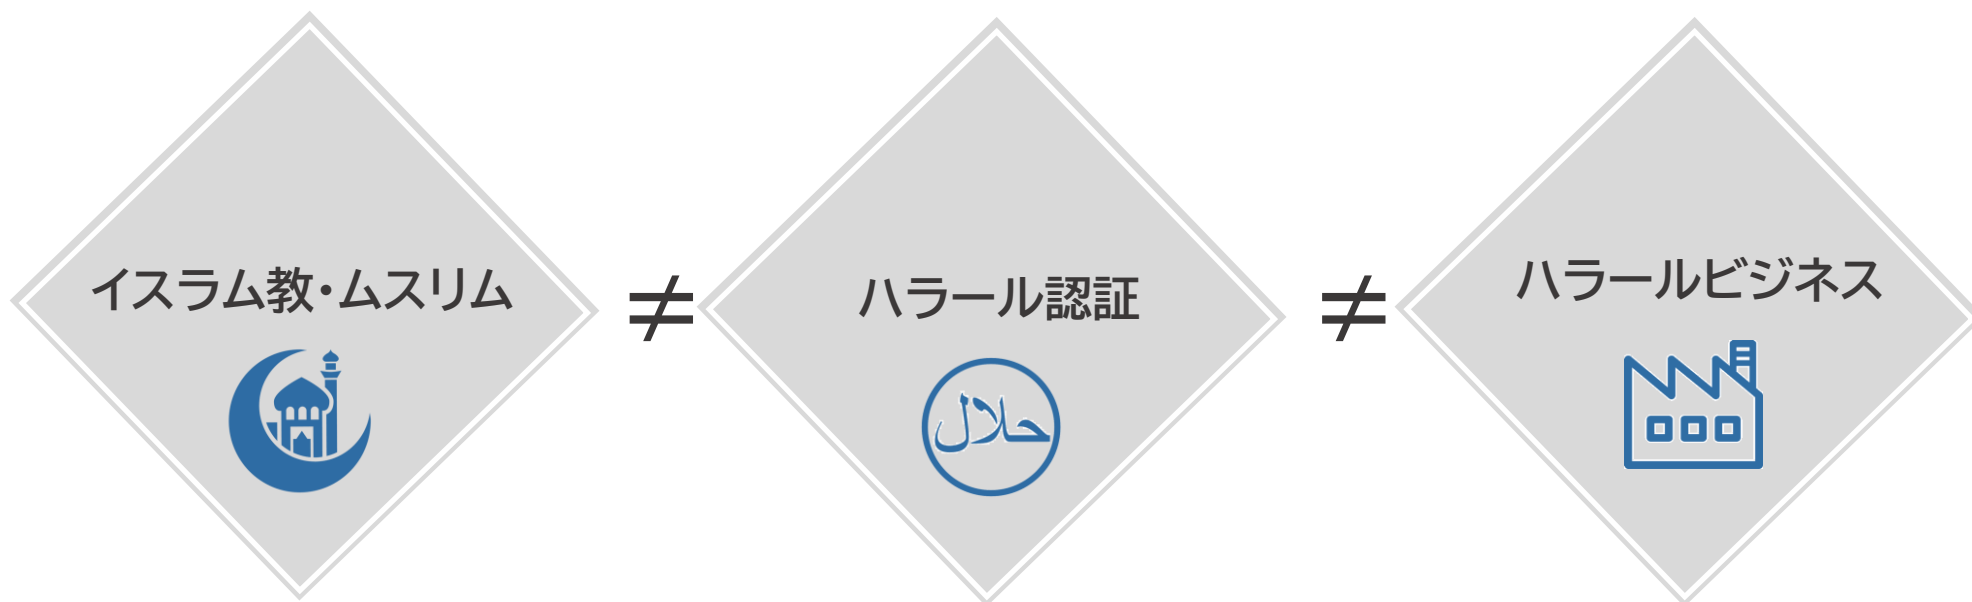 イスラム教・ムスリム
≠
ハラール認証
حلال
≠
ハラールビジネス